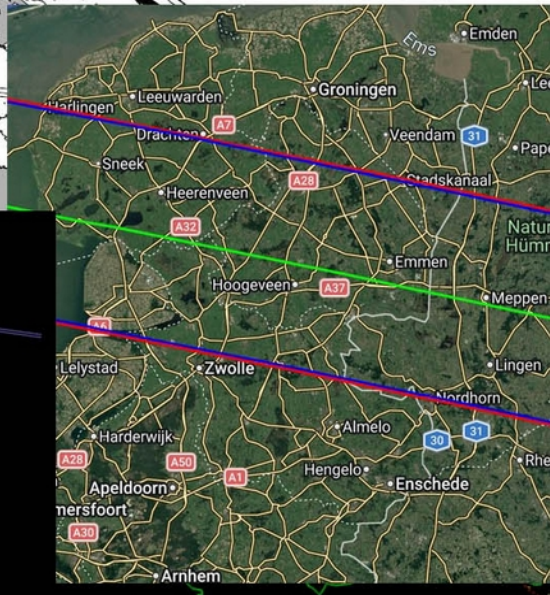 Emden
Ems
Leeuwarden
Groningen
Harlingen
A7
Drachten
Veendam
31
Sneek
A28
Stadskanaal
Heerenveen
A32
Emmen
Hoogeveen
A37
Meppen
A6
Lelystad
Zwolle
Lingen
Nordhorn
Harderwijk
Almelo
30
31
A28
A50
Hengelo
A1
Apeldoorn
Enschede
mersfoort
A30
Arnhem